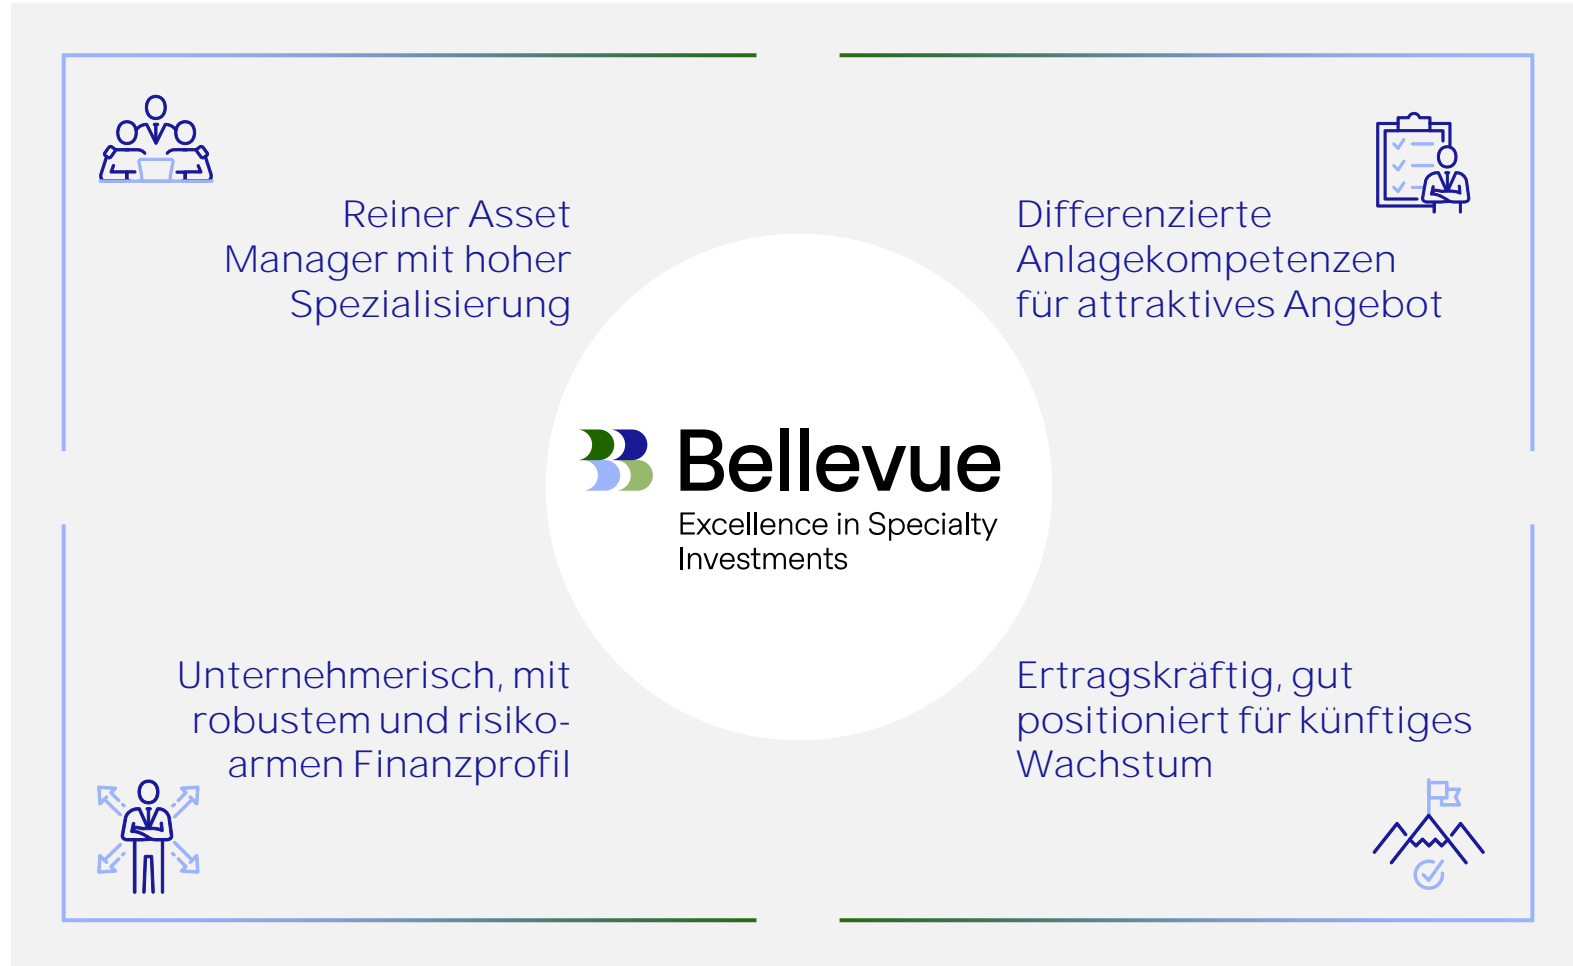 Reiner Asset
Manager mit hoher
Spezialisierung
Differenzierte
Anlagekompetenzen
für attraktives Angebot
Bellevue
Excellence in Specialty
Investments
Unternehmerisch, mit
robustem und risiko-
armen Finanzprofil
Ertragskräftig, gut
positioniert für künftiges
Wachstum